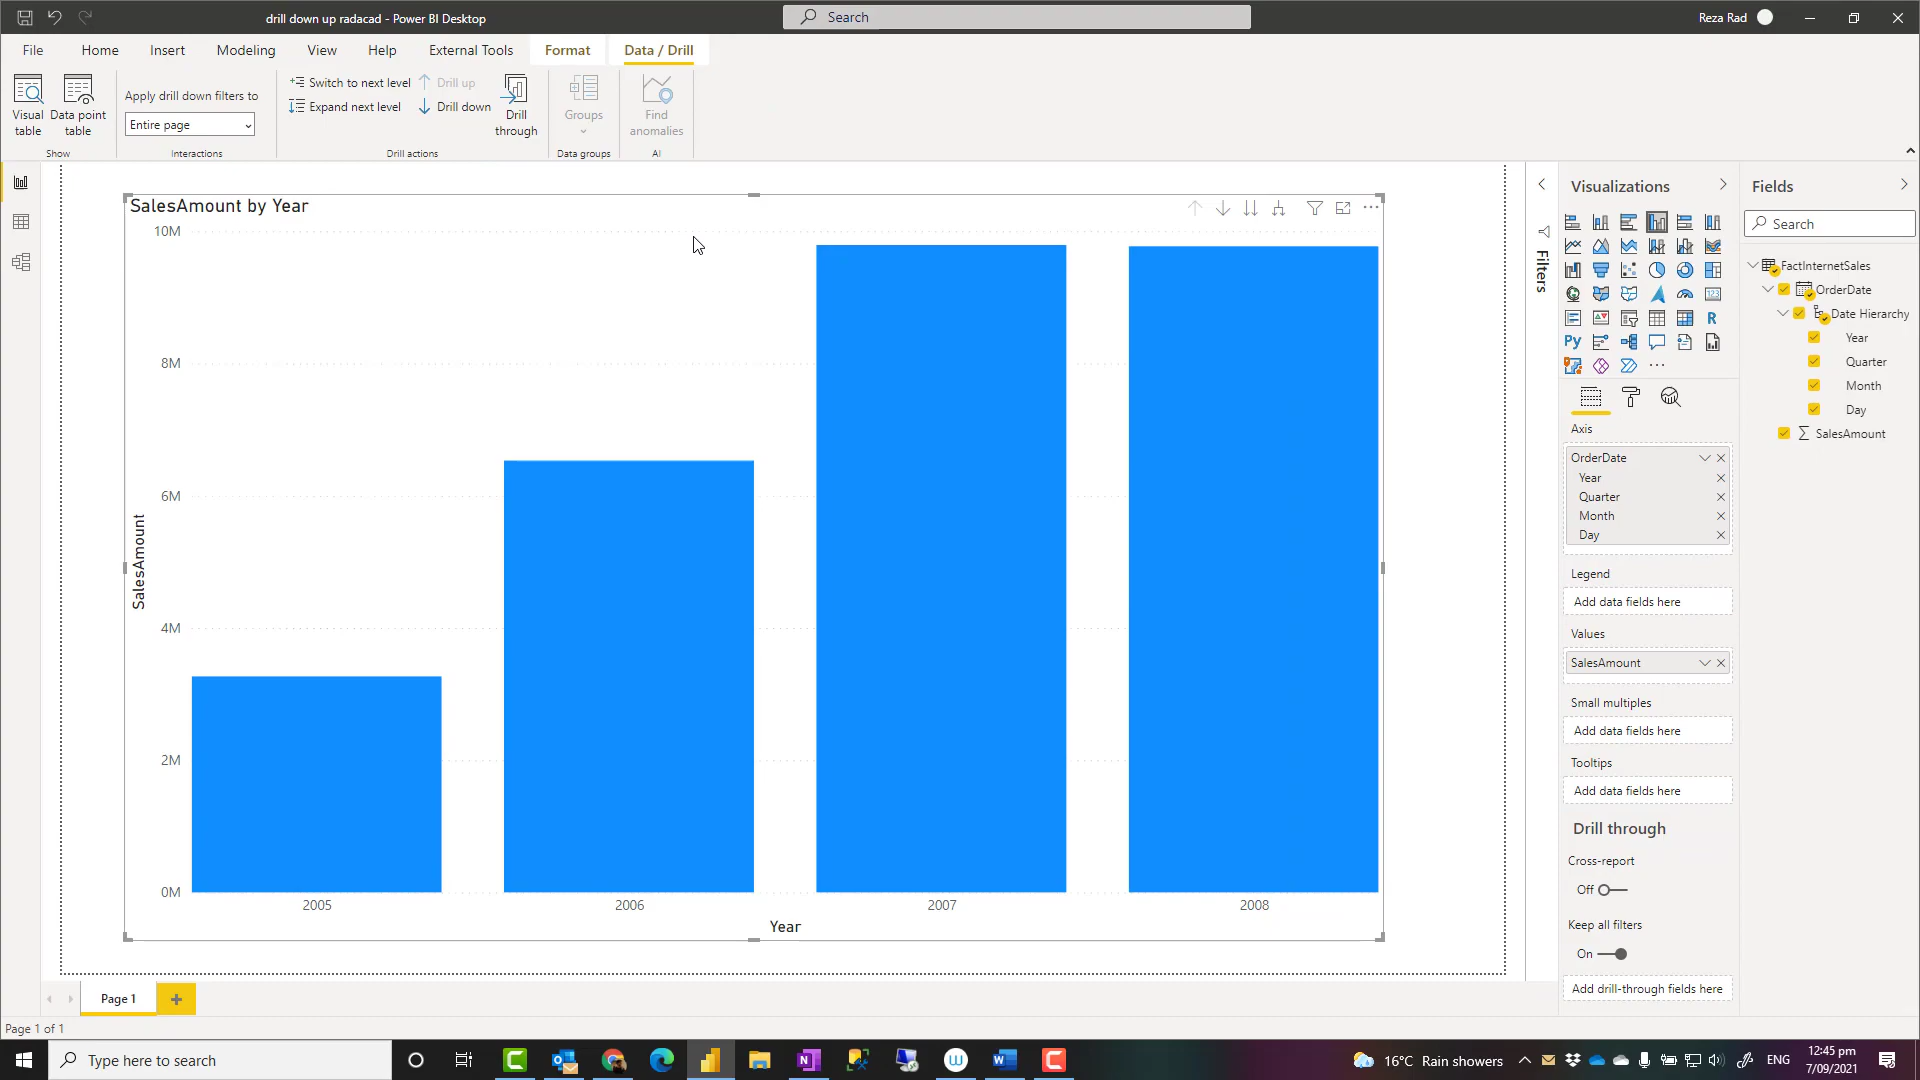 drill down up radacad - Power BI Desktop
Search
Reza Rad
File
Home
Insert
Modeling
View
Help
External Tools
Format
Data / Drill
Visual table
Data point table
Show
Apply drill down filters to
Entire page
Interactions
Switch to next level
Expand next level
Drill up
Drill down
Drill through
Drill actions
Groups
Data groups
Find anomalies
AI
SalesAmount by Year
10M
8M
6M
4M
2M
0M
SalesAmount
2005
2006
2007
2008
Year
Filters
Visualizations
R
Py
123
Axis
OrderDate
Year
Quarter
Month
Day
Legend
Add data fields here
Values
SalesAmount
Small multiples
Add data fields here
Tooltips
Add data fields here
Drill through
Cross-report
Off
Keep all filters
On
Add drill-through fields here
Fields
Search
FactInternetSales
OrderDate
Date Hierarchy
Year
Quarter
Month
Day
SalesAmount
Page 1
Page 1 of 1
Type here to search
16°C Rain showers
ENG
12:45 pm
7/09/2021